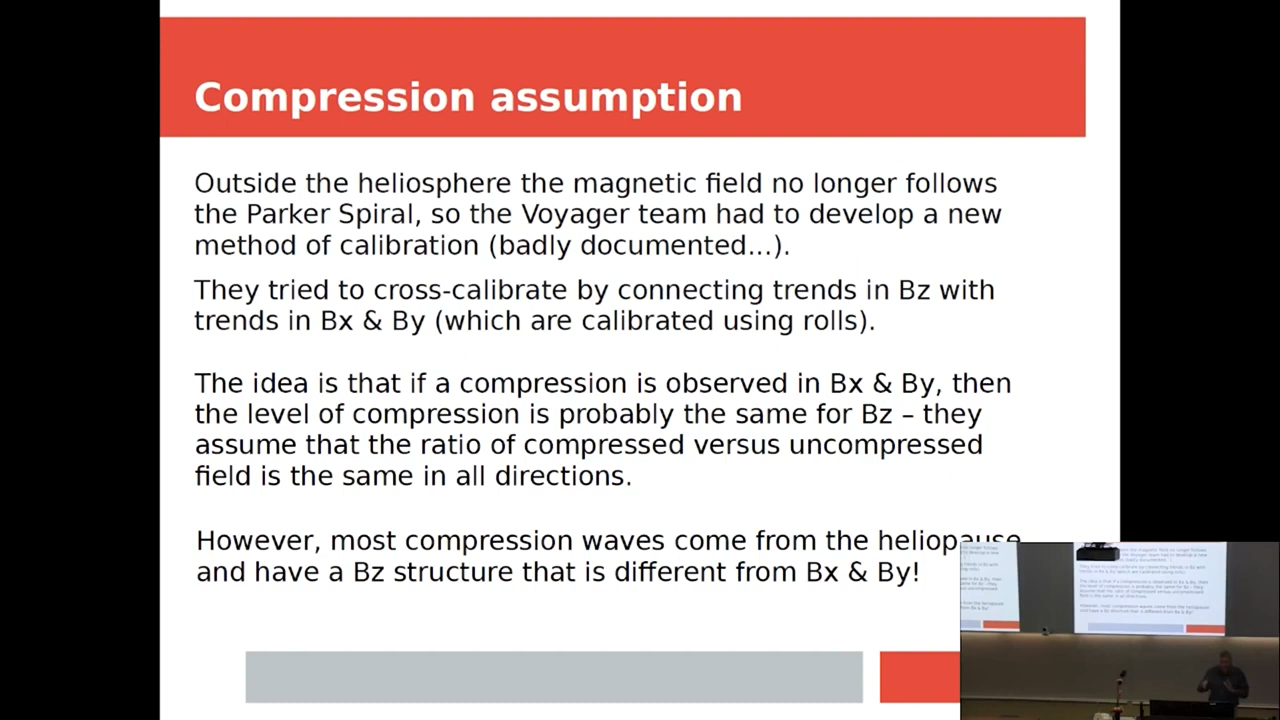 Compression assumption
Outside the heliosphere the magnetic field no longer follows
the Parker Spiral, so the Voyager team had to develop a new
method of calibration (badly documented...).
They tried to cross-calibrate by connecting trends in Bz with
trends in Bx & By (which are calibrated using rolls).
The idea is that if a compression is observed in Bx & By, then
the level of compression is probably the same for Bz – they
assume that the ratio of compressed versus uncompressed
field is the same in all directions.
However, most compression waves come from the heliopause
and have a Bz structure that is different from Bx & By!